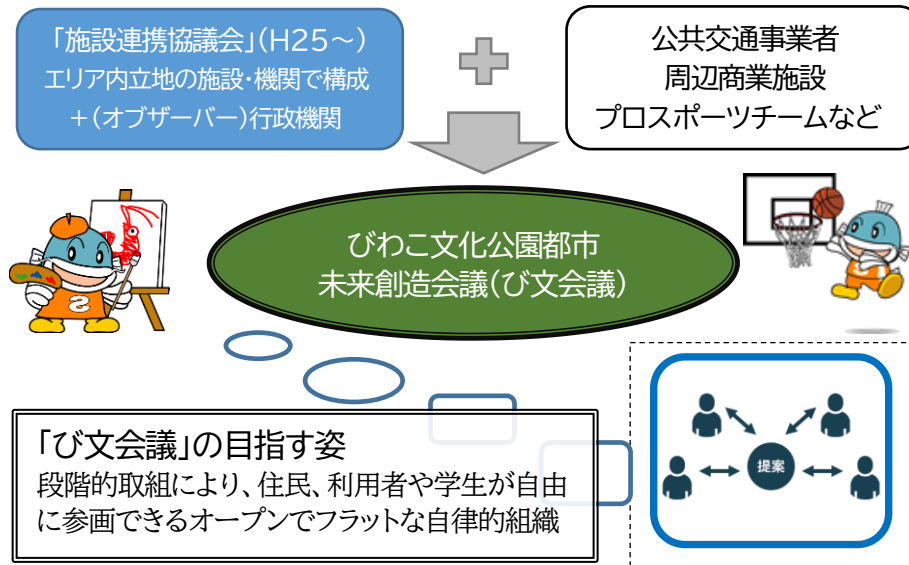 「施設連携協議会」(H25~)
エリア内立地の施設・機関で構成
+(オブザーバー)行政機関
公共交通事業者
周辺商業施設
プロスポーツチームなど
びわこ文化公園都市
未来創造会議(び文会議)
「び文会議」の目指す姿
段階的取組により、住民、利用者や学生が自由
に参画できるオープンでフラットな自律的組織
提案